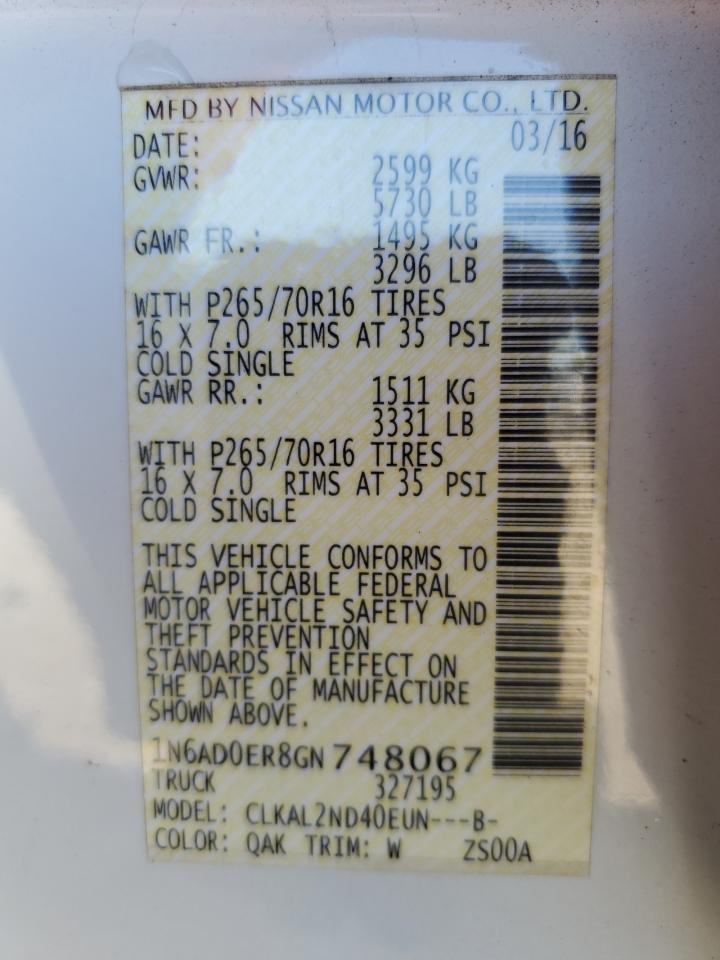 MFD BY NISSAN MOTOR CO., LTD.
DATE: 03/16
GVWR: 2599 KG
5730 LB
GAWR FR.: 1495 KG
3296 LB
WITH P265/70R16 TIRES
16 X 7.0 RIMS AT 35 PSI
COLD SINGLE
GAWR RR.: 1511 KG
3331 LB
WITH P265/70R16 TIRES
16 X 7.0 RIMS AT 35 PSI
COLD SINGLE
THIS VEHICLE CONFORMS TO
ALL APPLICABLE FEDERAL
MOTOR VEHICLE SAFETY AND
THEFT PREVENTION
STANDARDS IN EFFECT ON
THE DATE OF MANUFACTURE
SHOWN ABOVE.
1N6AD0ER8GN748067
TRUCK 327195
MODEL: CLKAL2ND40EUN---B-
COLOR: QAK TRIM: W ZS00A